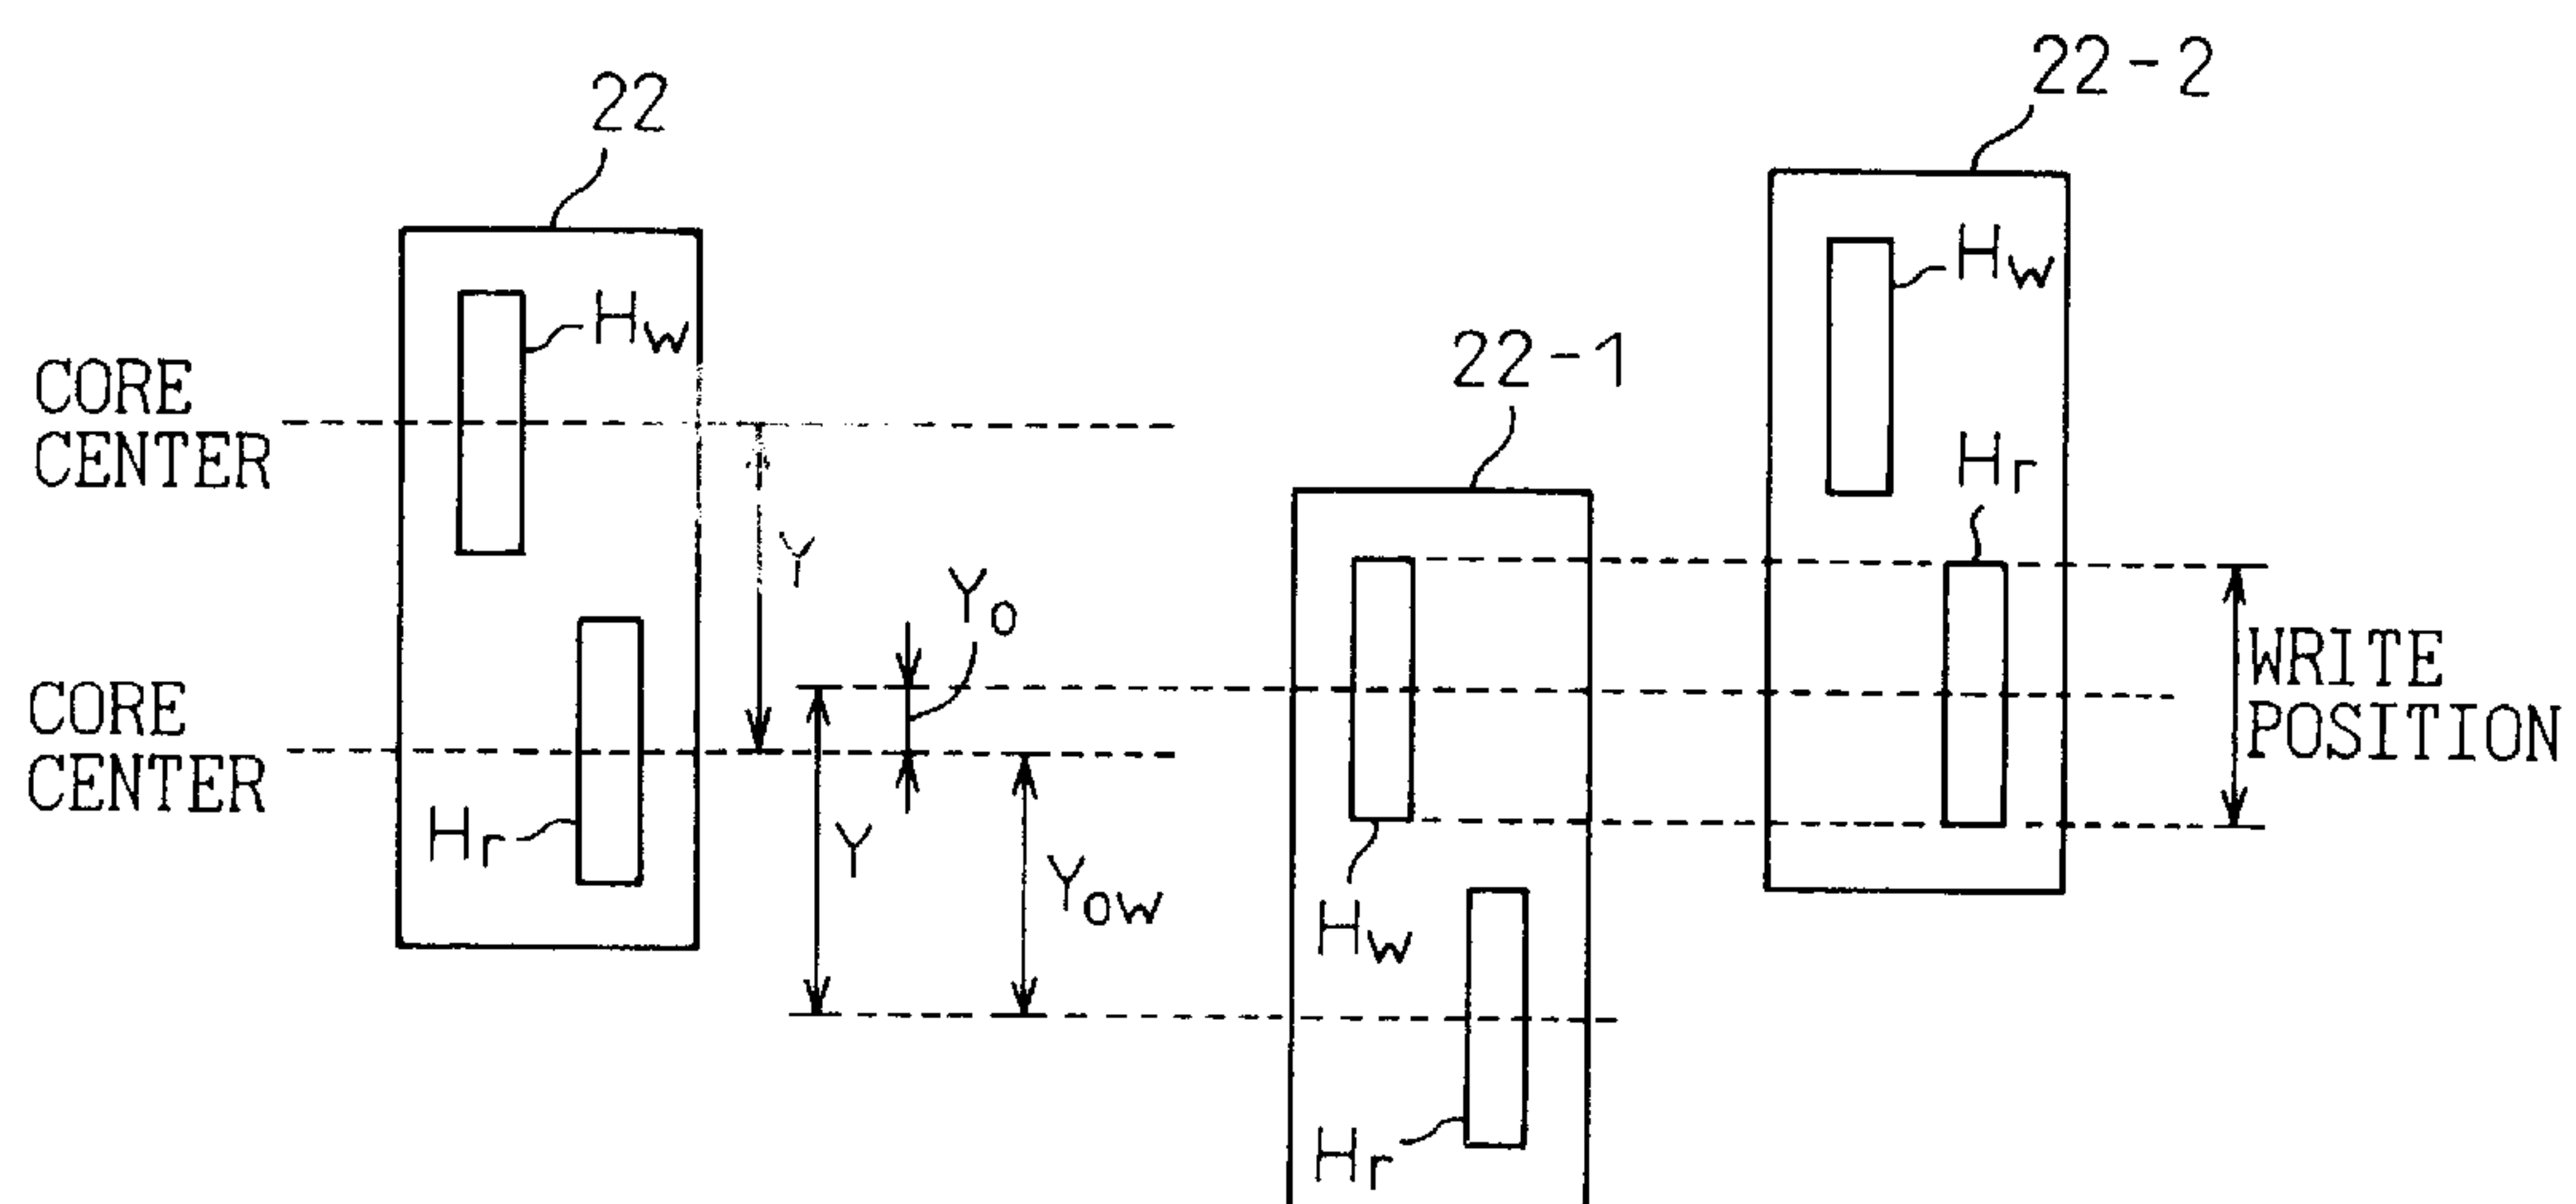 22
22-2
22-1
Hw
Hw
CORE
CENTER
Hr
Y
Yo
WRITE
POSITION
CORE
CENTER
Hr
Y
Yow
Hw
Hr